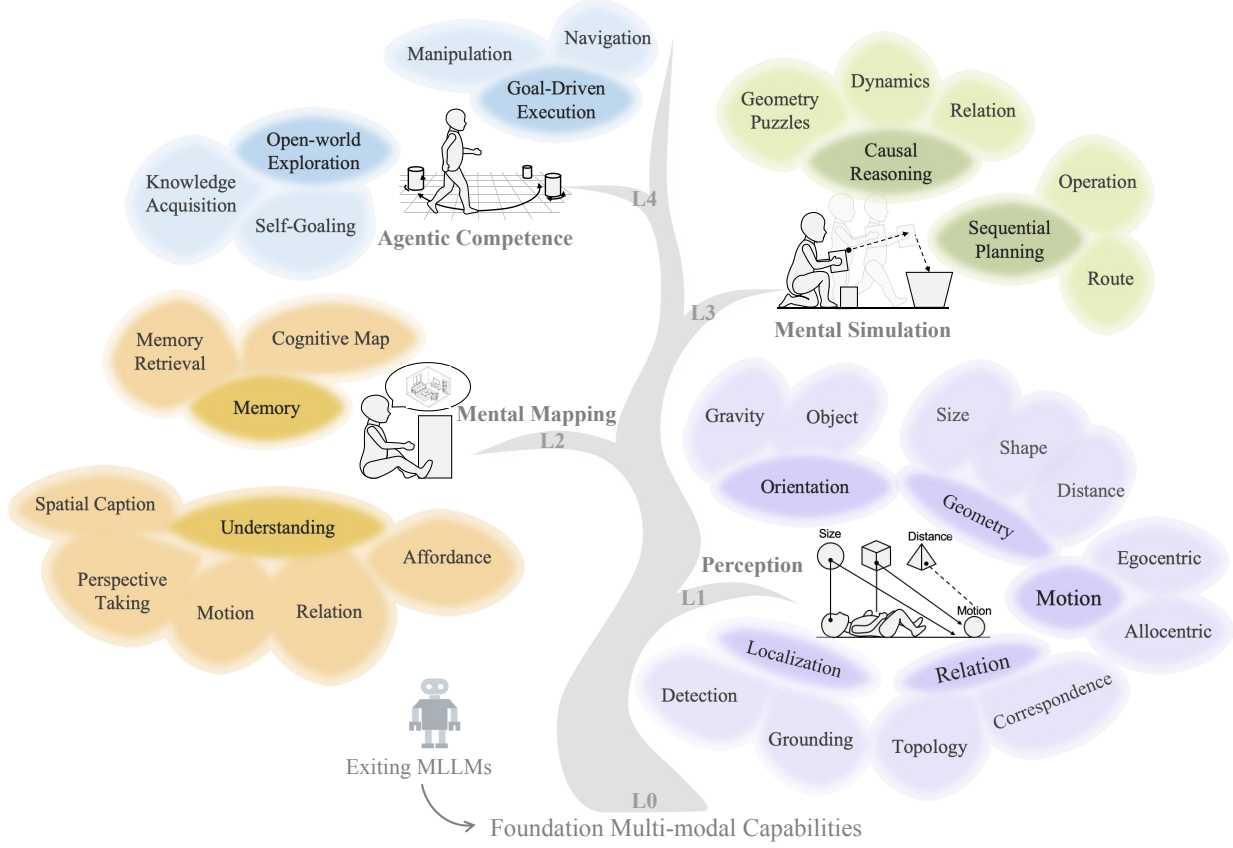 Manipulation
Navigation
Goal-Driven
Execution
Open-world
Exploration
Knowledge
Acquisition
Self-Goaling
Agentic Competence
L4
Geometry
Puzzles
Dynamics
Relation
Causal
Reasoning
Operation
Sequential
Planning
Route
L3
Mental Simulation
Memory
Retrieval
Cognitive Map
Memory
Mental Mapping
L2
Spatial Caption
Understanding
Affordance
Perspective
Taking
Motion
Relation
Gravity
Object
Orientation
Size
Shape
Distance
Geometry
Egocentric
Motion
Allocentric
Perception
L1
Size
Distance
Motion
Localization
Detection
Grounding
Relation
Topology
Correspondence
Exiting MLLMs
L0
Foundation Multi-modal Capabilities